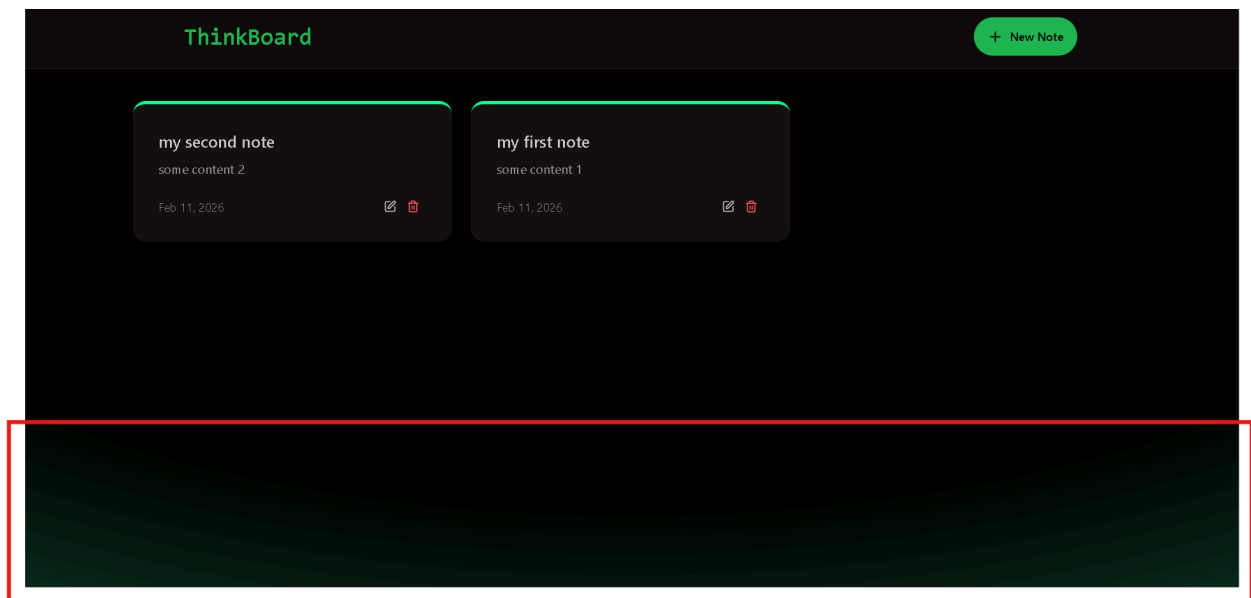 ThinkBoard
New Note
my second note
some content 2
Feb 11, 2026
my first note
some content 1
Feb 11, 2026